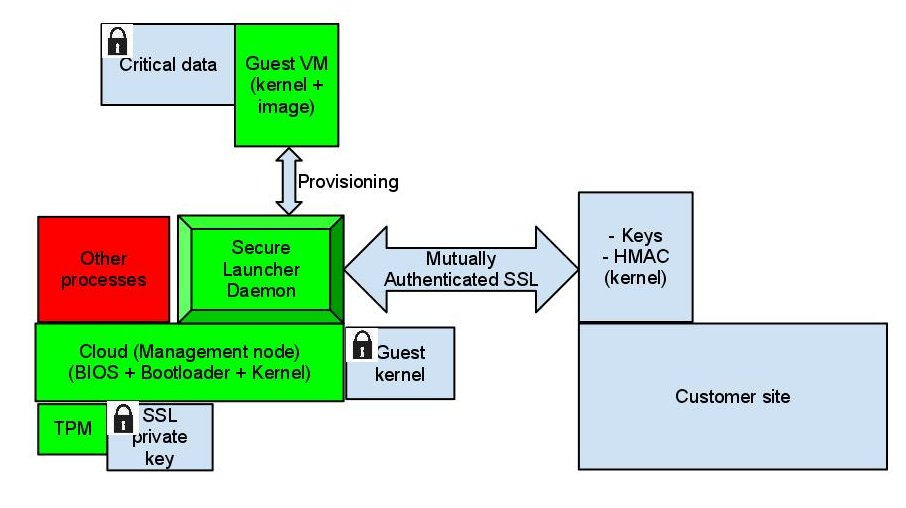 Critical data
Guest VM
(kernel +
image)
Provisioning
Other
processes
Secure
Launcher
Daemon
Mutually
Authenticated SSL
- Keys
- HMAC
(kernel)
Cloud (Management node)
(BIOS + Bootloader + Kernel)
Guest
kernel
Customer site
TPM
SSL
private
key